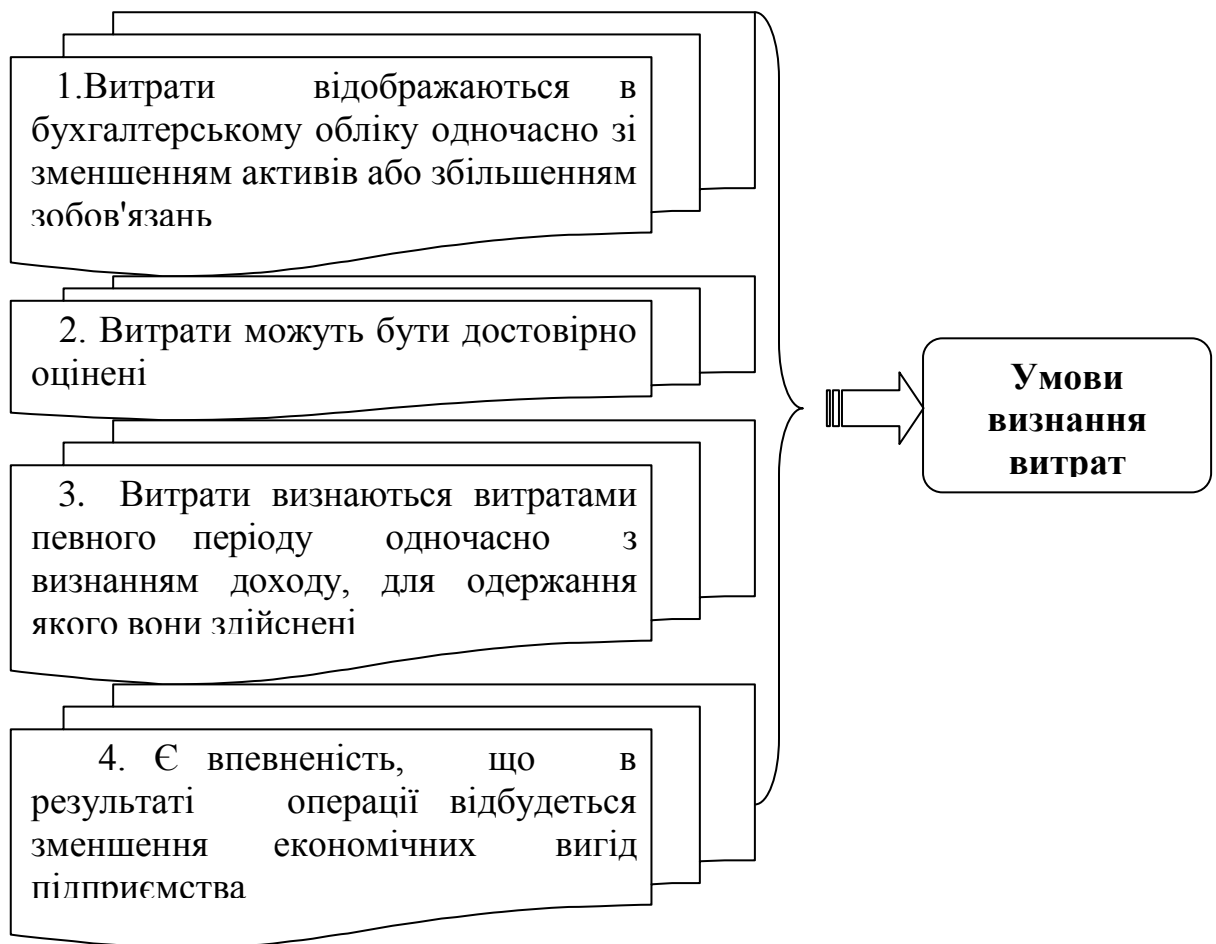 1.Витрати відображаються в
бухгалтерському обліку одночасно зі
зменшенням активів або збільшенням
зобов'язань
2. Витрати можуть бути достовірно
оцінені
3. Витрати визнаються витратами
певного періоду одночасно з
визнанням доходу, для одержання
якого вони здійснені
4. Є впевненість, що в
результаті операції відбудеться
зменшення економічних вигід
підприємства
Умови
визнання
витрат